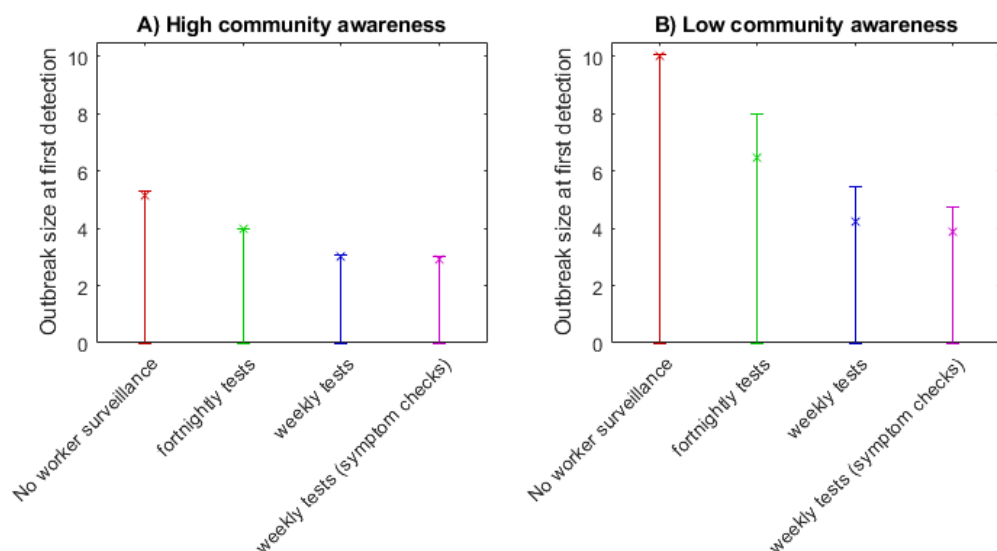 A) High community awareness
Outbreak size at first detection
10
8
6
4
2
0
No worker surveillance
fortnightly tests
weekly tests
weekly tests (symptom checks)
B) Low community awareness
Outbreak size at first detection
10
8
6
4
2
0
No worker surveillance
fortnightly tests
weekly tests
weekly tests (symptom checks)